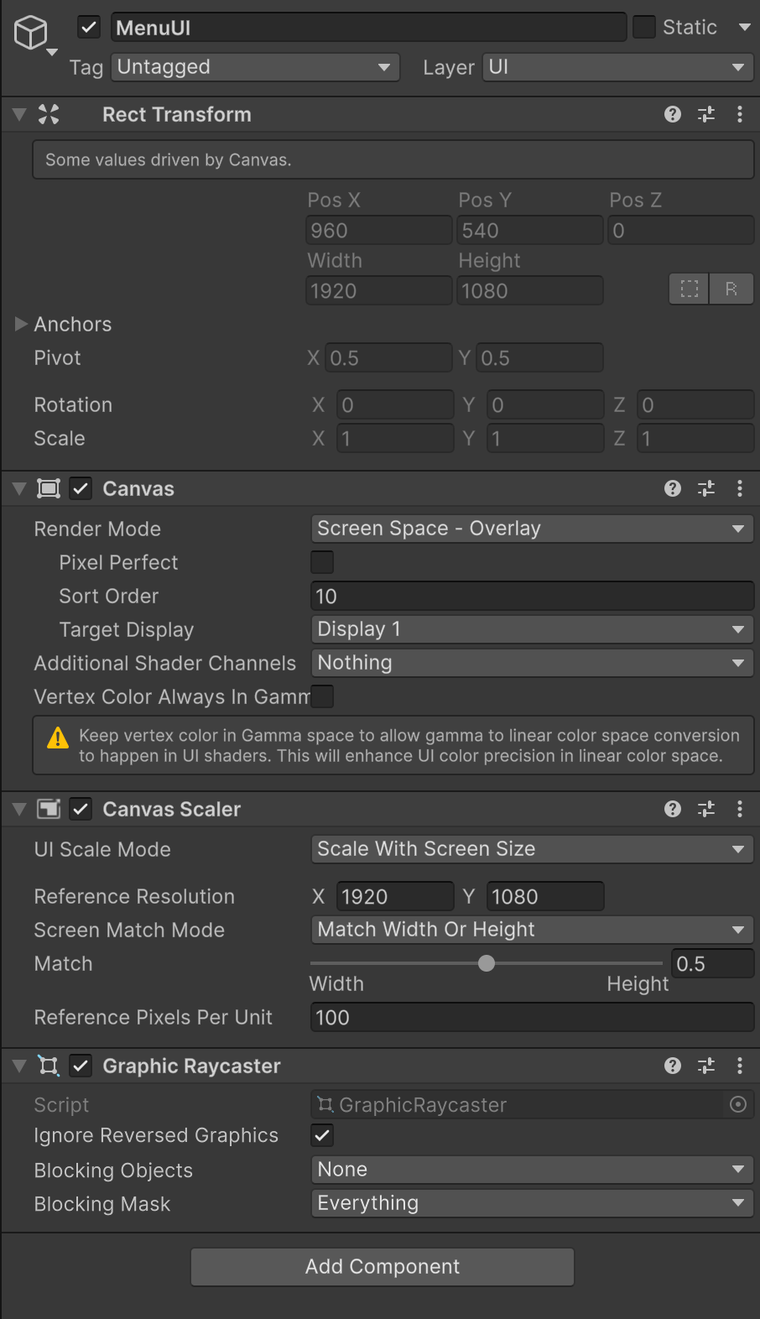 MenuUI Static
Tag Untagged Layer UI
Rect Transform
Some values driven by Canvas.
Pos X Pos Y Pos Z
960 540 0
Width Height
1920 1080 R
Anchors
Pivot X 0.5 Y 0.5
Rotation X 0 Y 0 Z 0
Scale X 1 Y 1 Z 1
Canvas
Render Mode Screen Space - Overlay
Pixel Perfect
Sort Order 10
Target Display Display 1
Additional Shader Channels Nothing
Vertex Color Always In Gamm
Keep vertex color in Gamma space to allow gamma to linear color space conversion
to happen in UI shaders. This will enhance UI color precision in linear color space.
Canvas Scaler
UI Scale Mode Scale With Screen Size
Reference Resolution X 1920 Y 1080
Screen Match Mode Match Width Or Height
Match 0.5
Width Height
Reference Pixels Per Unit 100
Graphic Raycaster
Script GraphicRaycaster
Ignore Reversed Graphics
Blocking Objects None
Blocking Mask Everything
Add Component